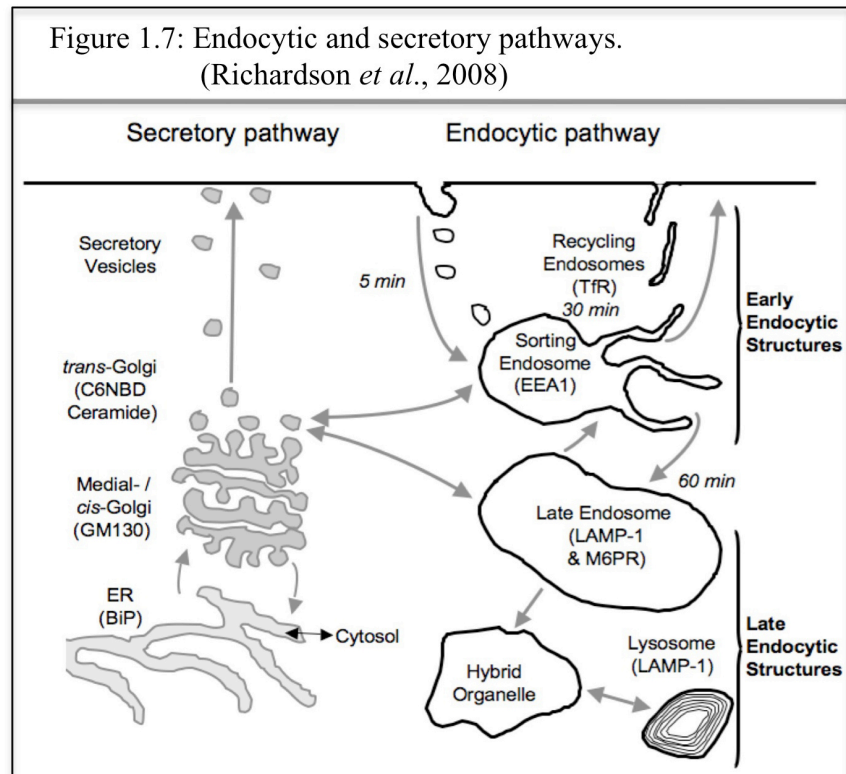 Figure 1.7: Endocytic and secretory pathways.
(Richardson et al., 2008)
Secretory pathway
Endocytic pathway
Secretory
Vesicles
5 min
Recycling
Endosomes
(TfR)
30 min
Early
Endocytic
Structures
trans-Golgi
(C6NBD
Ceramide)
Sorting
Endosome
(EEA1)
Medial- /
cis-Golgi
(GM130)
60 min
Late Endosome
(LAMP-1
& M6PR)
ER
(BiP)
Cytosol
Hybrid
Organelle
Lysosome
(LAMP-1)
Late
Endocytic
Structures